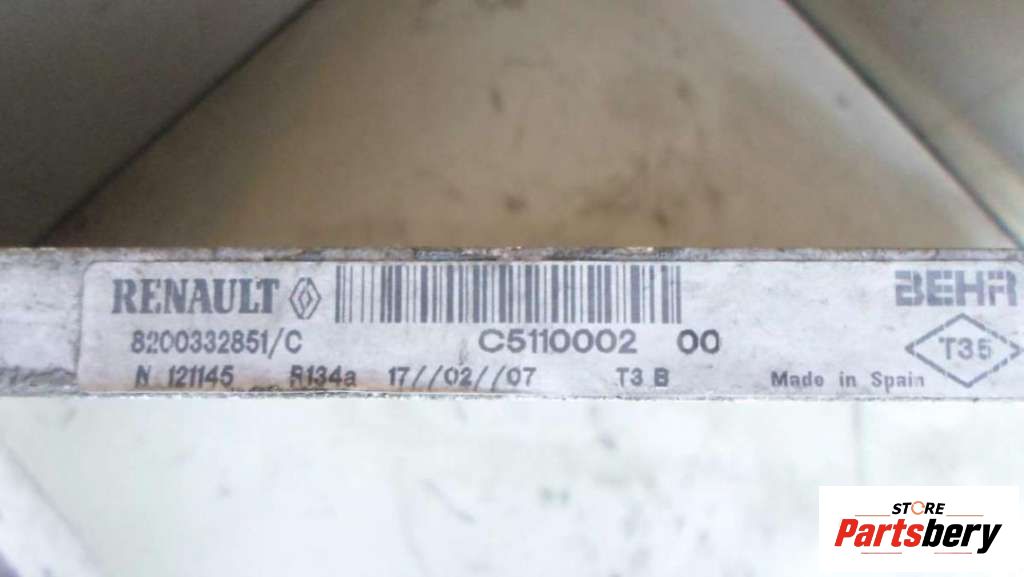 RENAULT BEHR
8200332851/C C5110002 00 T35
N 121145 R134a 17//02//07 T3 B Made in Spain
STORE
Partsbery